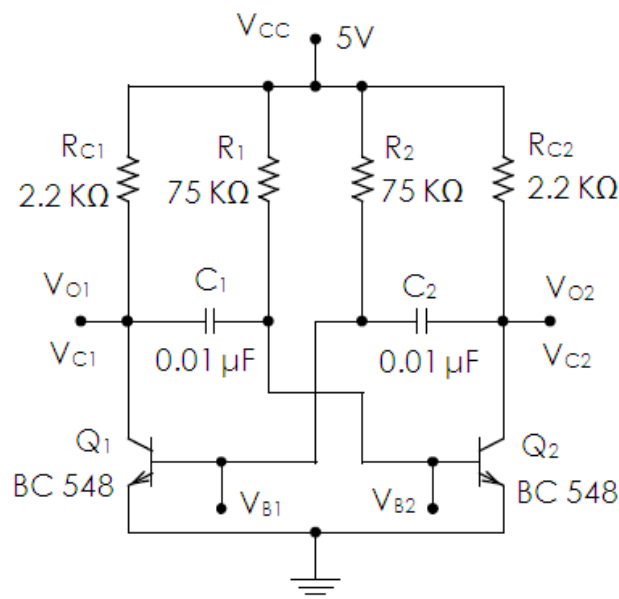 VCC
5V
RC1
2.2 KΩ
R1
75 KΩ
R2
75 KΩ
RC2
2.2 KΩ
VO1
VC1
C1
0.01 µF
C2
0.01 µF
VO2
VC2
Q1
BC 548
VB1
VB2
Q2
BC 548